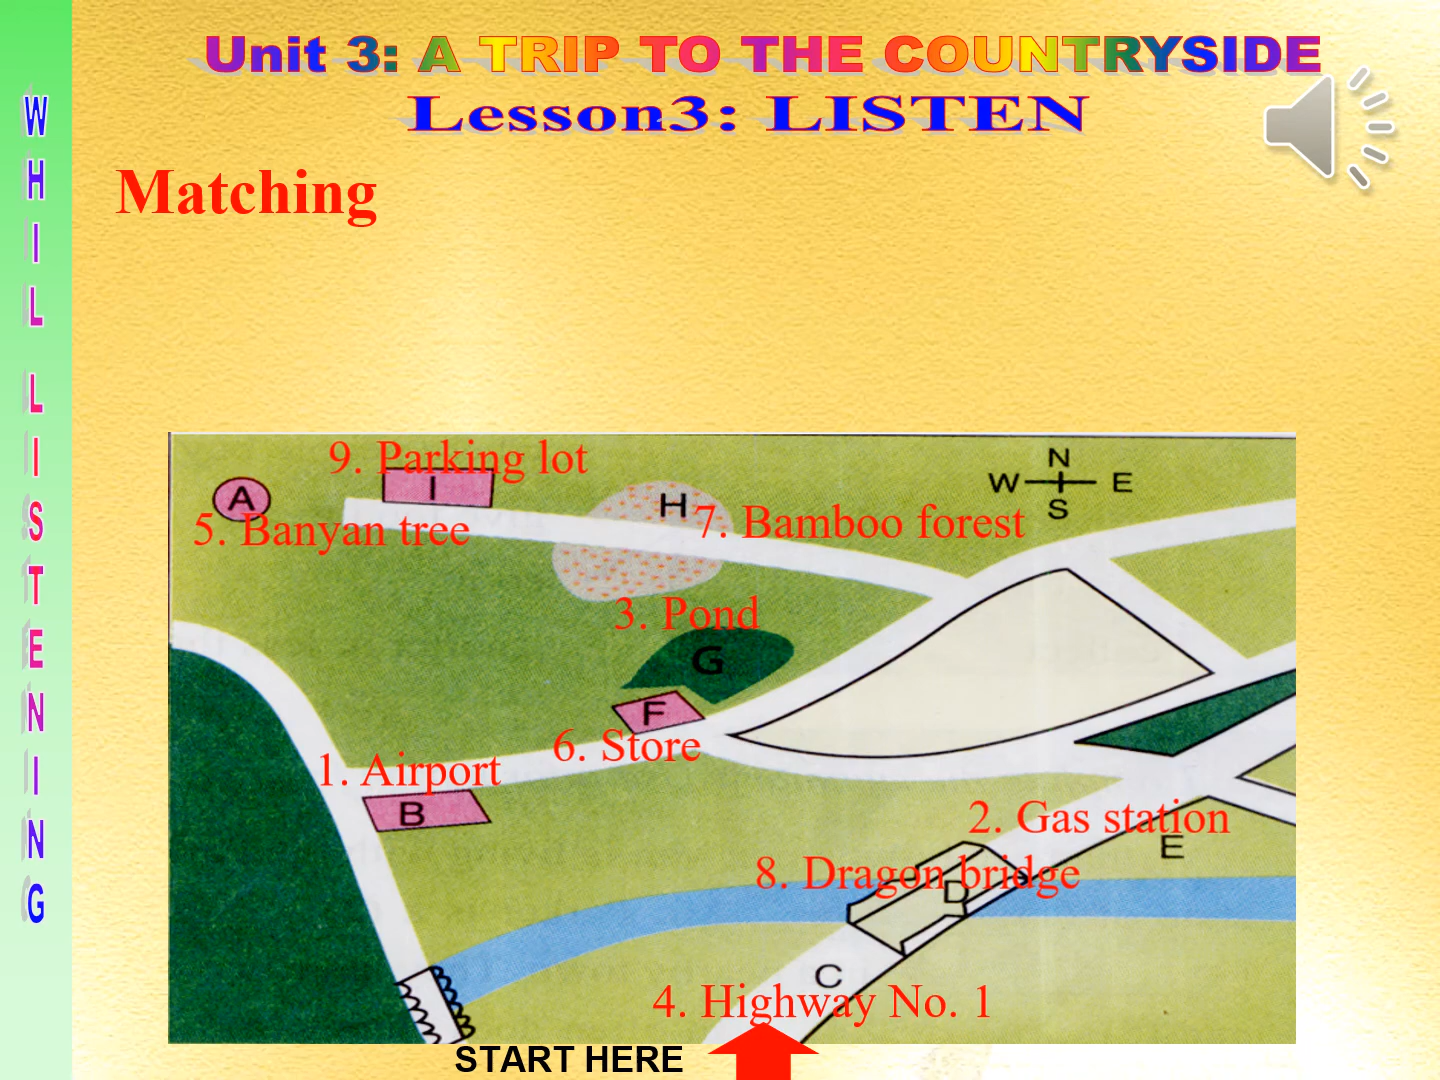 Unit 3: A TRIP TO THE COUNTRYSIDE
Lesson3: LISTEN
WHIL LISTENING
Matching
9. Parking lot
I
A
5. Banyan tree
H
7. Bamboo forest
N
W E
S
3. Pond
G
F
6. Store
1. Airport
B
2. Gas station
E
8. Dragon bridge
D
C
4. Highway No. 1
START HERE